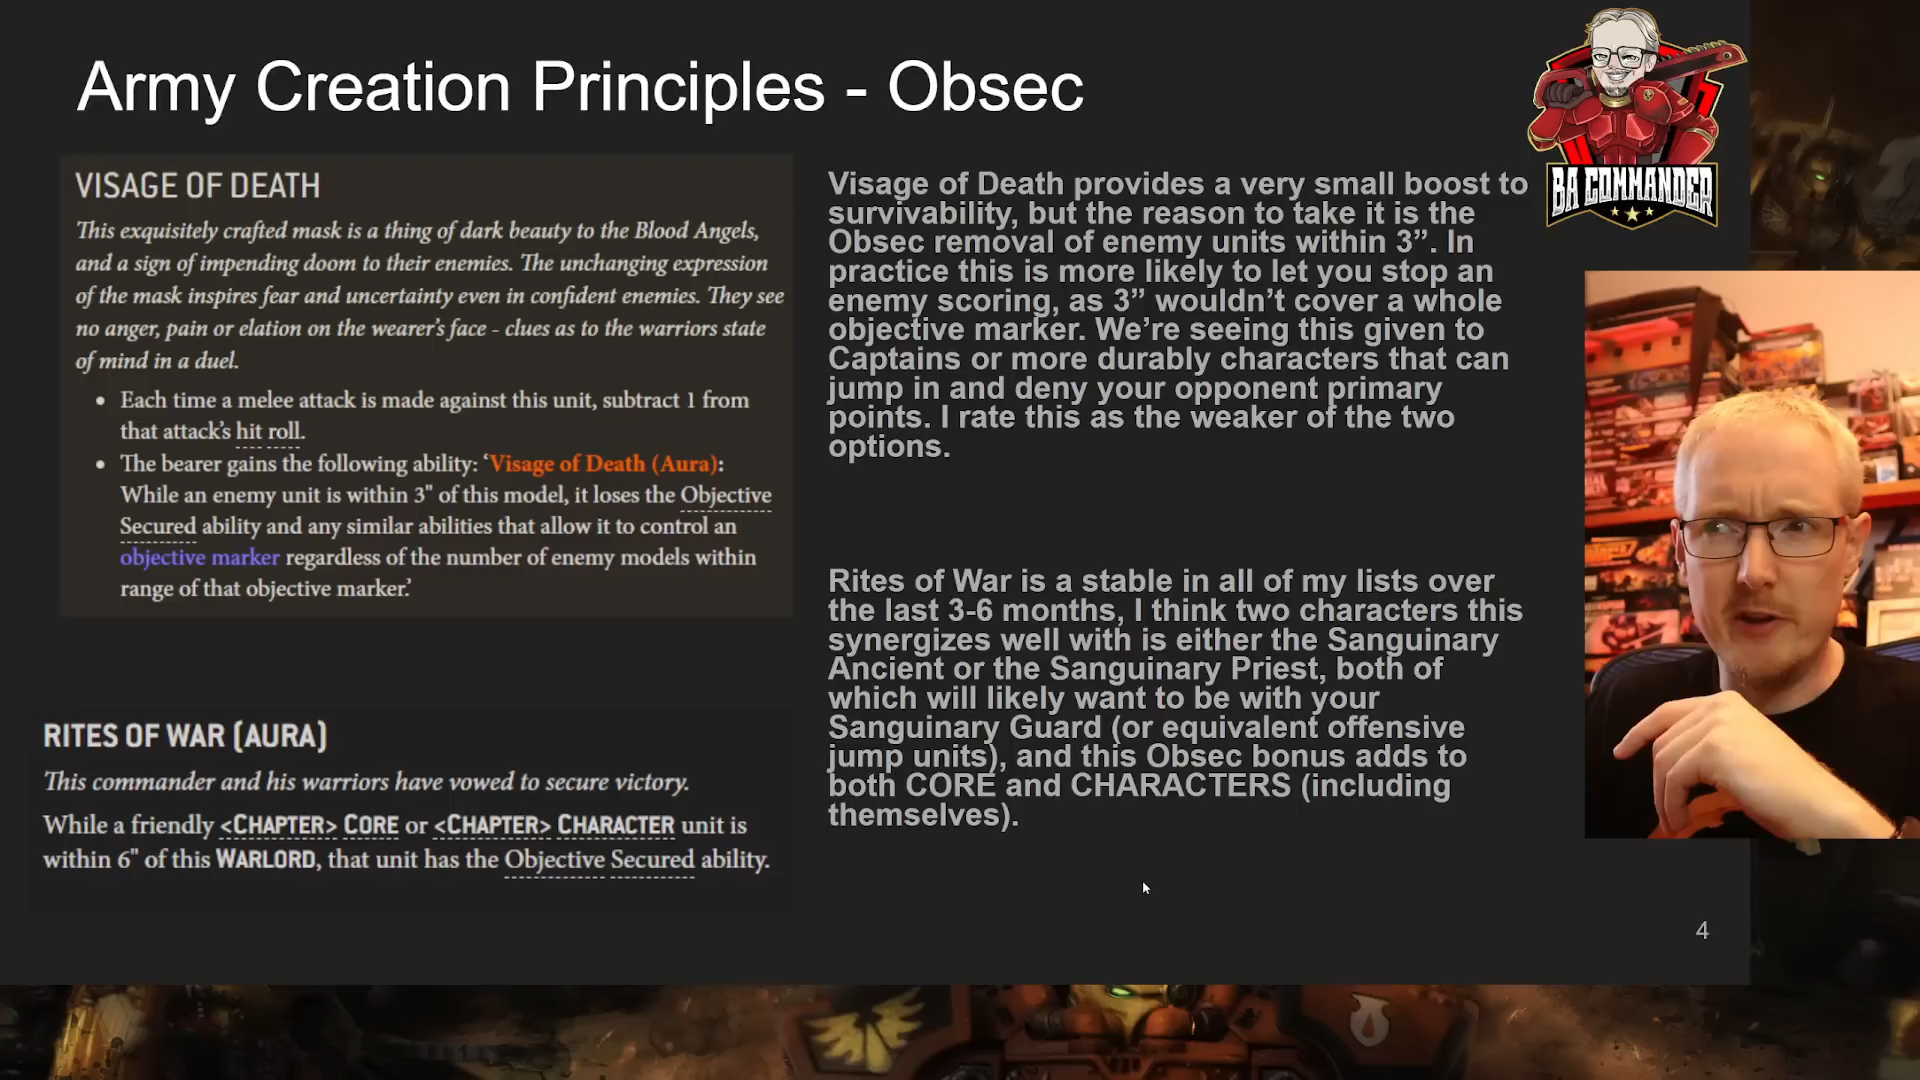 Army Creation Principles - Obsec
VISAGE OF DEATH
This exquisitely crafted mask is a thing of dark beauty to the Blood Angels,
and a sign of impending doom to their enemies. The unchanging expression
of the mask inspires fear and uncertainty even in confident enemies. They see
no anger, pain or elation on the wearer's face - clues as to the warriors state
of mind in a duel.
• Each time a melee attack is made against this unit, subtract 1 from
that attack's hit roll.
• The bearer gains the following ability: ‘Visage of Death (Aura):
While an enemy unit is within 3" of this model, it loses the Objective
Secured ability and any similar abilities that allow it to control an
objective marker regardless of the number of enemy models within
range of that objective marker.’
RITES OF WAR (AURA)
This commander and his warriors have vowed to secure victory.
While a friendly <CHAPTER> CORE or <CHAPTER> CHARACTER unit is
within 6" of this WARLORD, that unit has the Objective Secured ability.
Visage of Death provides a very small boost to
survivability, but the reason to take it is the
Obsec removal of enemy units within 3”. In
practice this is more likely to let you stop an
enemy scoring, as 3” wouldn’t cover a whole
objective marker. We’re seeing this given to
Captains or more durably characters that can
jump in and deny your opponent primary
points. I rate this as the weaker of the two
options.
Rites of War is a stable in all of my lists over
the last 3-6 months, I think two characters this
synergizes well with is either the Sanguinary
Ancient or the Sanguinary Priest, both of
which will likely want to be with your
Sanguinary Guard (or equivalent offensive
jump units), and this Obsec bonus adds to
both CORE and CHARACTERS (including
themselves).
BA COMMANDER
4